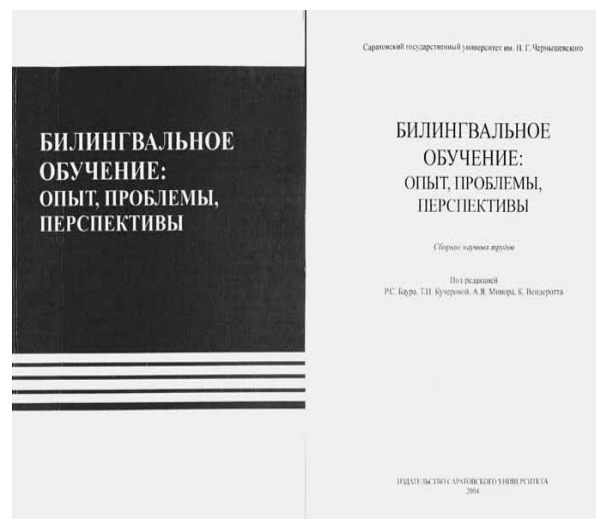 БИЛИНГВАЛЬНОЕ
ОБУЧЕНИЕ:
ОПЫТ, ПРОБЛЕМЫ,
ПЕРСПЕКТИВЫ
Саратовский государственный университет им. Н. Г. Чернышевского
БИЛИНГВАЛЬНОЕ
ОБУЧЕНИЕ:
ОПЫТ, ПРОБЛЕМЫ,
ПЕРСПЕКТИВЫ
Сборник научных трудов
Под редакцией
Р.С. Баура, Т.Н. Кучеровой, А.Я. Минора, К. Вендеротта
ИЗДАТЕЛЬСТВО САРАТОВСКОГО УНИВЕРСИТЕТА
2004